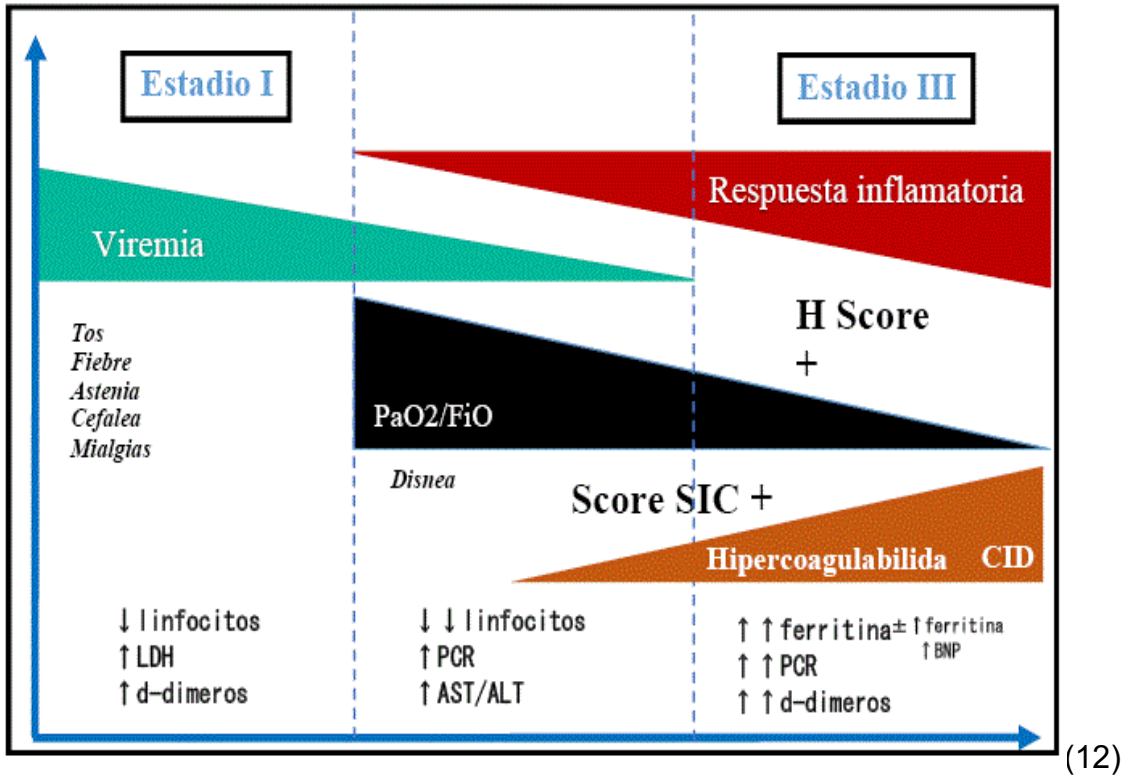 Estadio I
Estadio III
Respuesta inflamatoria
Viremia
H Score
+
Tos
Fiebre
Astenia
Cefalea
Mialgias
PaO2/FiO
Disnea
Score SIC +
Hipercoagulabilida
CID
↓linfocitos
↑LDH
↑d-dimeros
↓↓linfocitos
↑PCR
↑AST/ALT
↑↑ferritina± ↑ferritina
↑BNP
↑↑PCR
↑↑d-dimeros
(12)